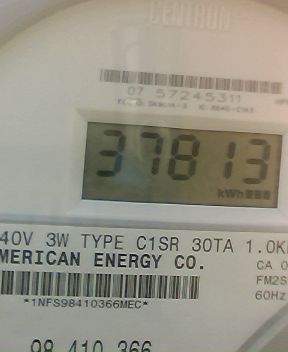 CENTRON
07 57245311
37813
kWh
40V 3W TYPE C1SR 30TA 1.0K
MERICAN ENERGY CO.
CA 0
FM2S
*1NFS98410366MEC*
60Hz
98 410 366